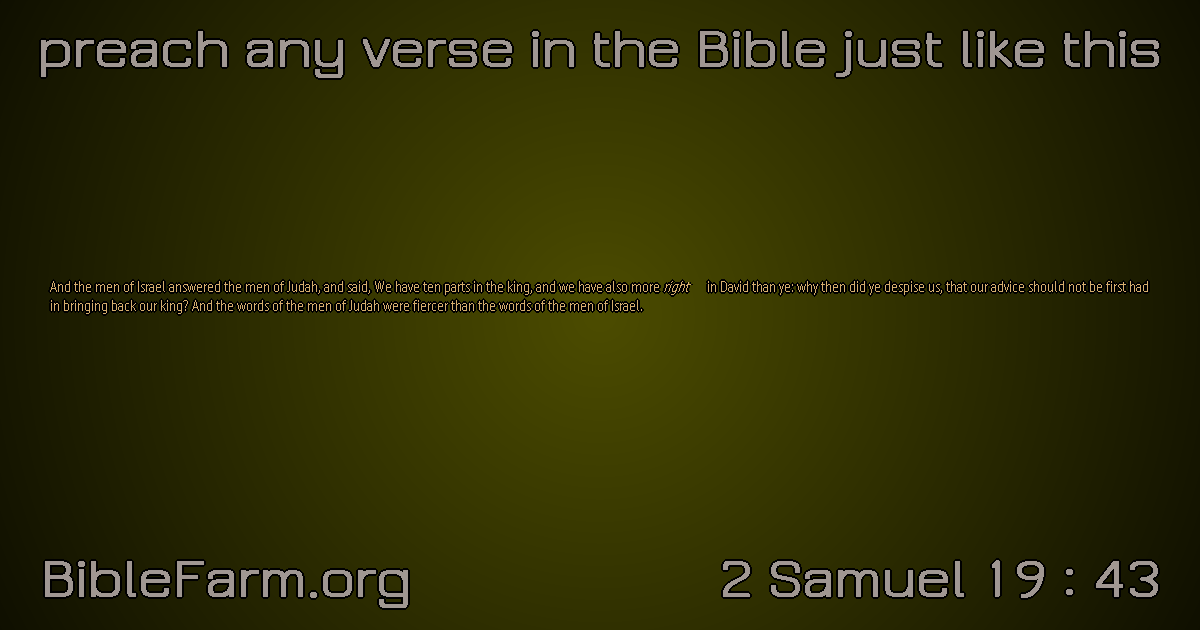 preach any verse in the Bible just like this
And the men of Israel answered the men of Judah, and said, We have ten parts in the king, and we have also more right in David than ye: why then did ye despise us, that our advice should not be first had
in bringing back our king? And the words of the men of Judah were fiercer than the words of the men of Israel.
BibleFarm.org
2 Samuel 19 : 43